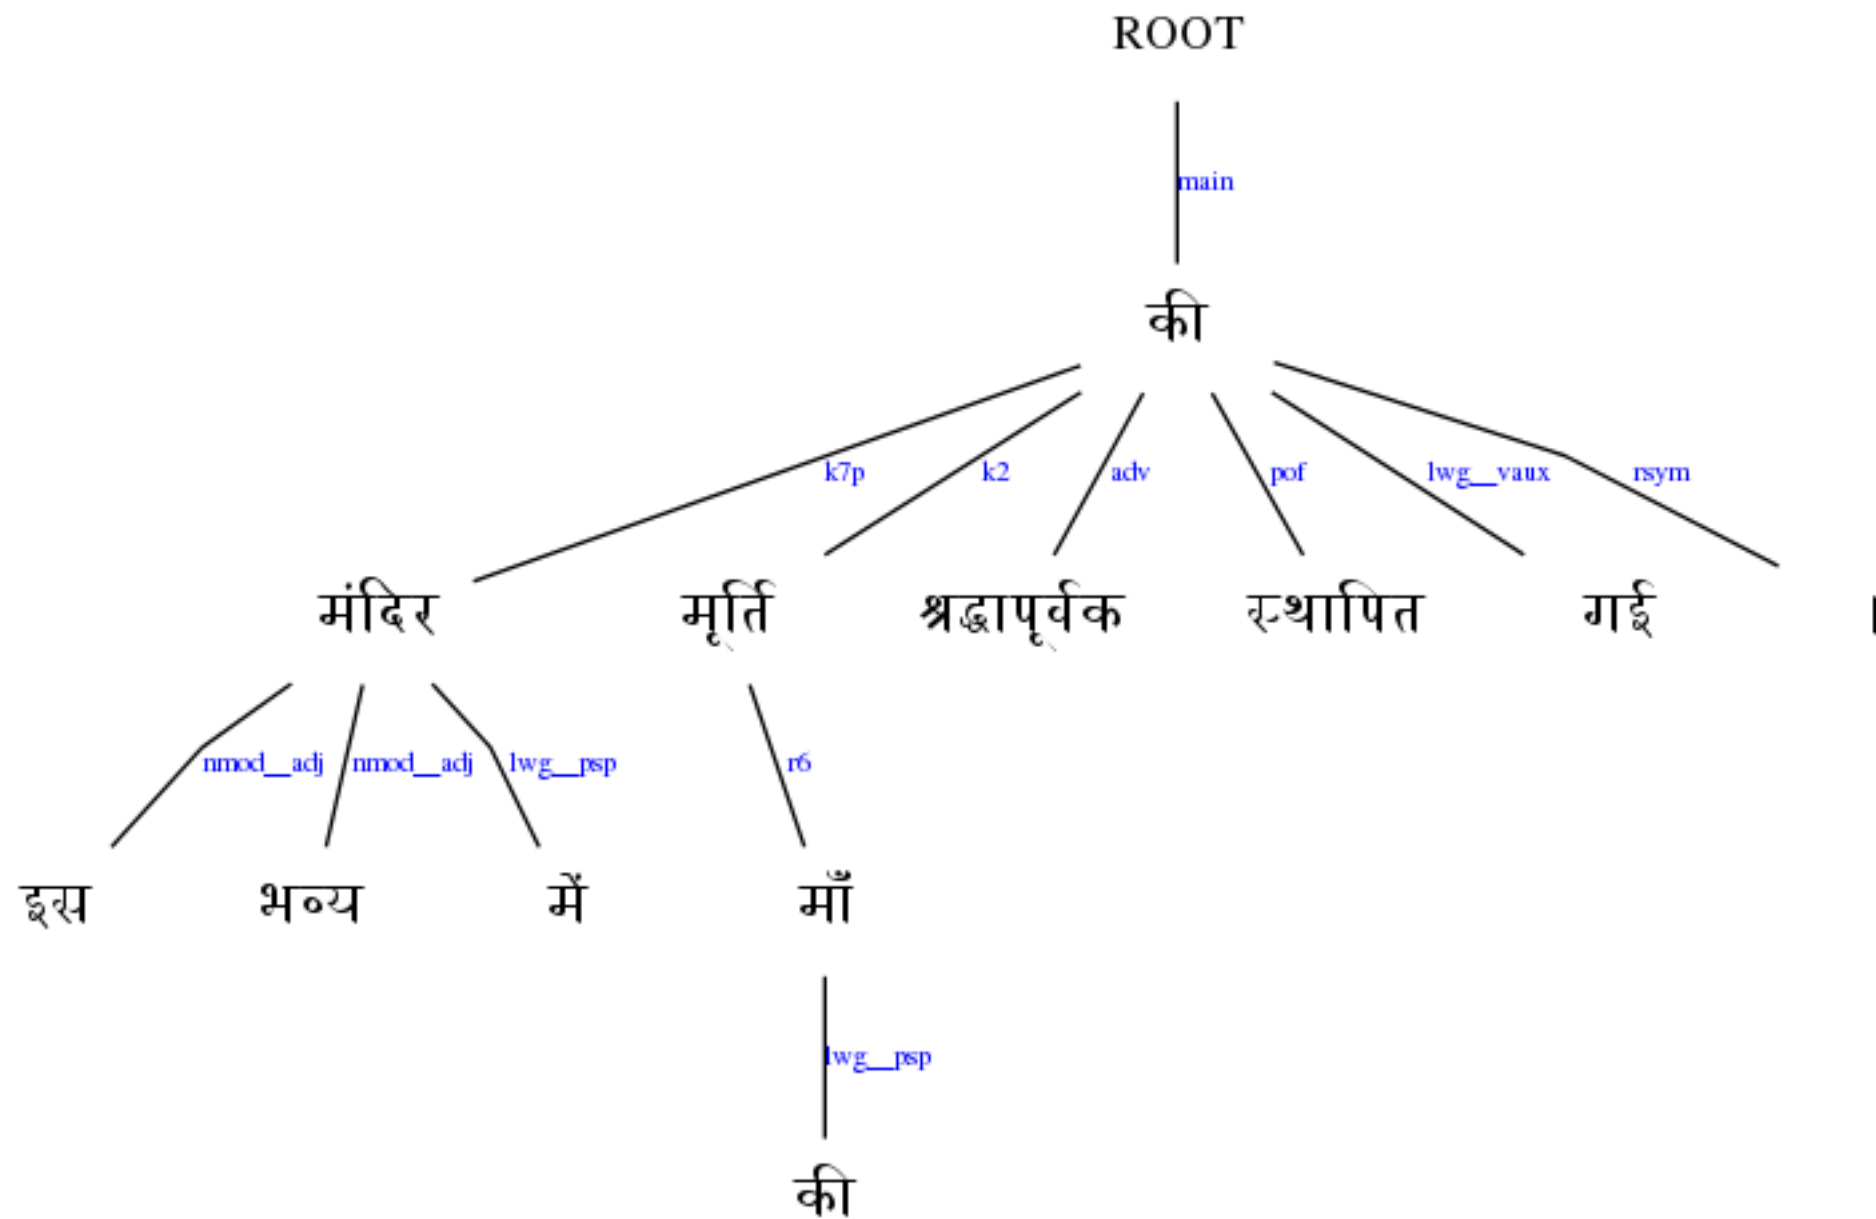 ROOT
main
की
k7p k2 adv pof lwg__vaux rsym
मंदिर मूर्ति श्रद्धापूर्वक स्थापित गई ।
nmod__adj nmod__adj lwg__psp r6
इस भव्य में माँ
lwg__psp
की